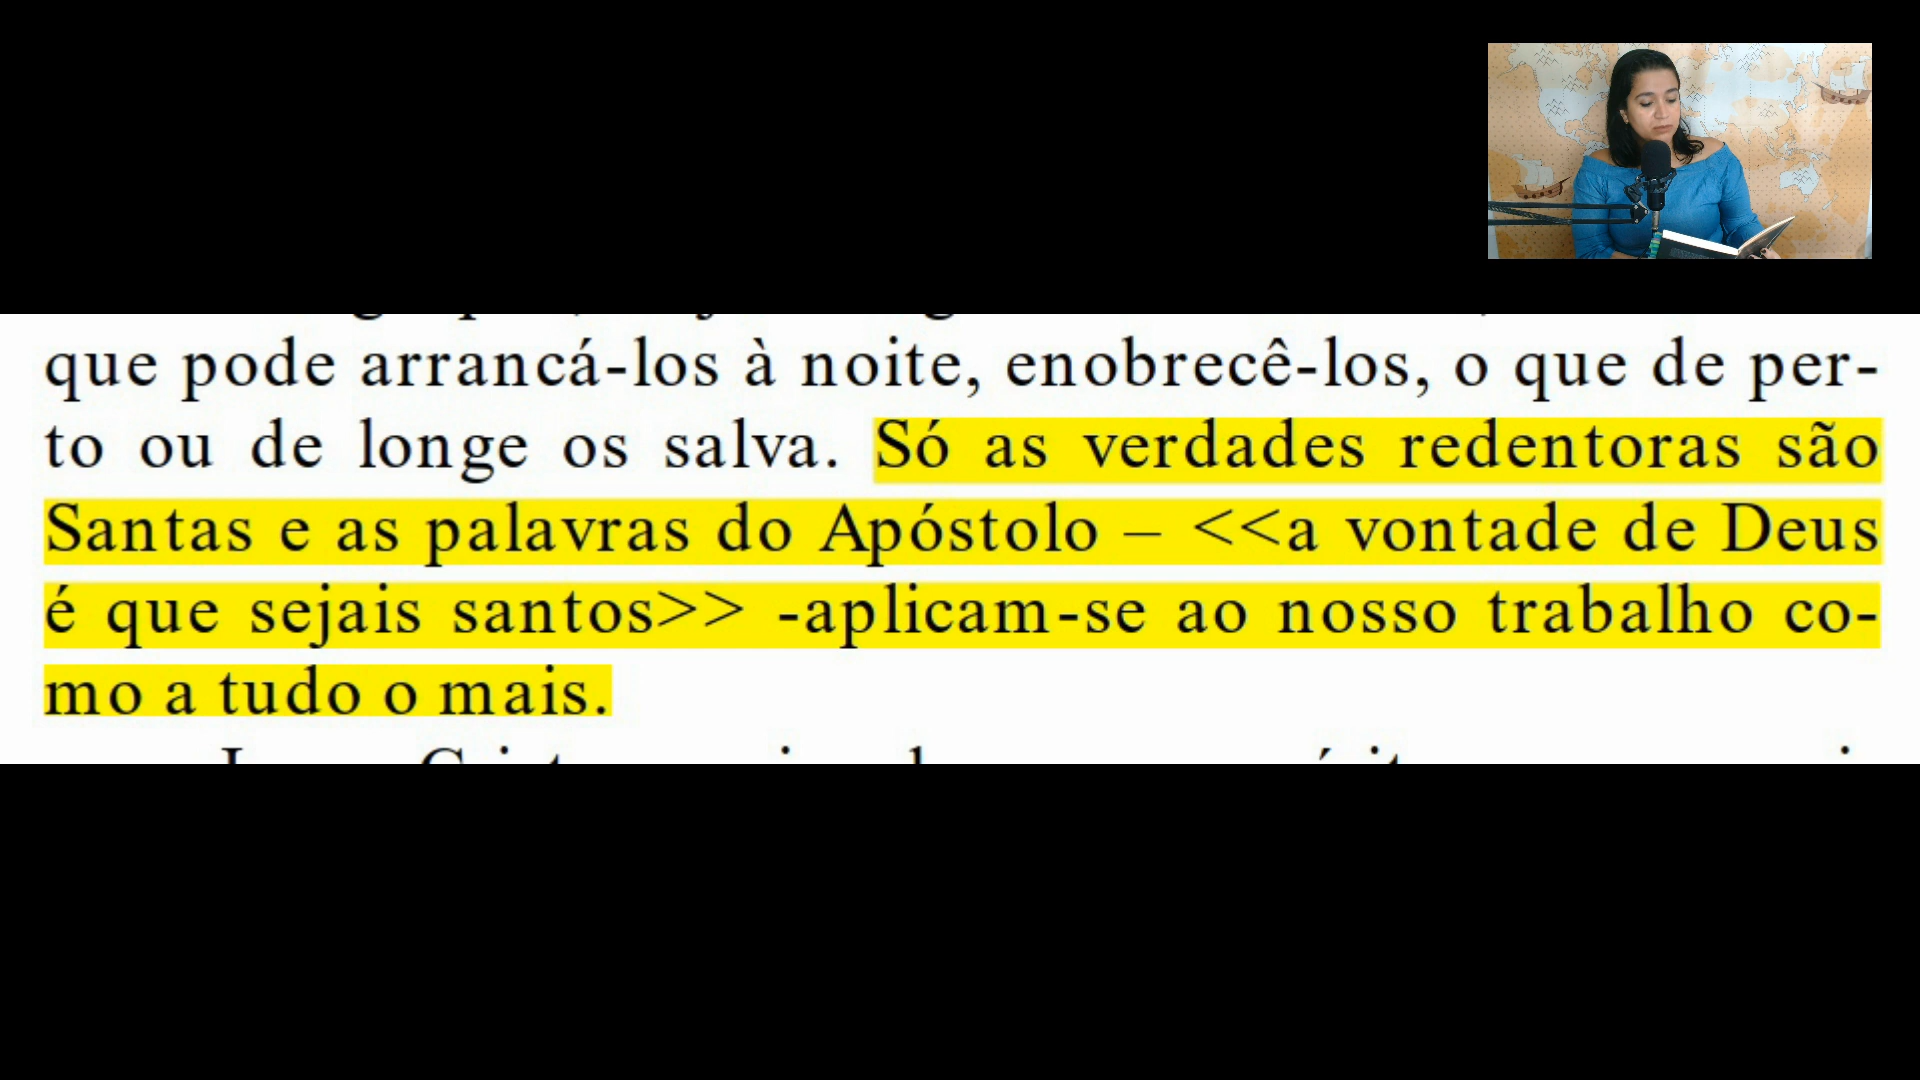 que pode arrancá-los à noite, enobrecê-los, o que de per-
to ou de longe os salva. Só as verdades redentoras são
Santas e as palavras do Apóstolo – <<a vontade de Deus
é que sejais santos>> -aplicam-se ao nosso trabalho co-
mo a tudo o mais.